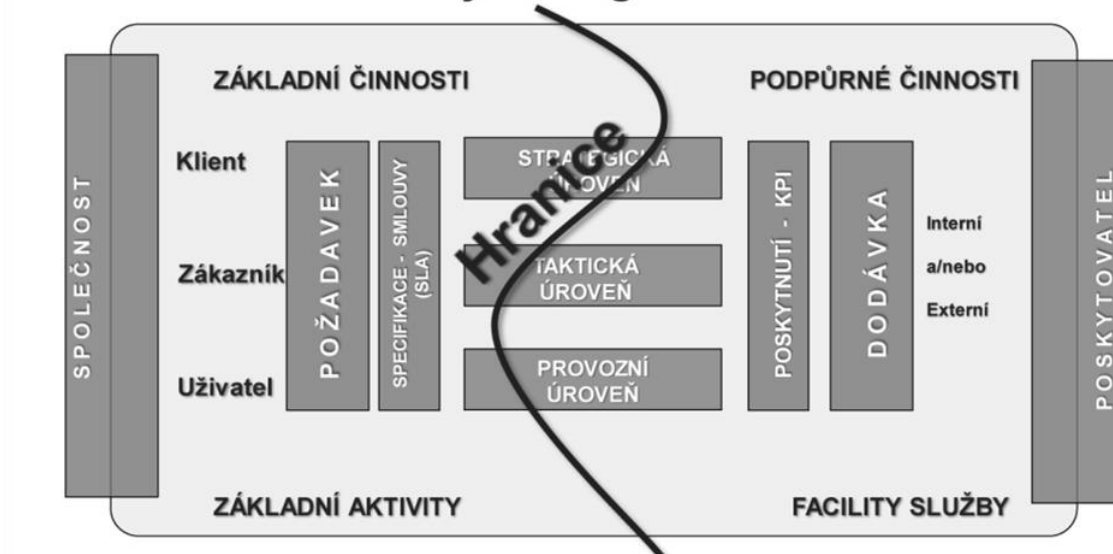 ZÁKLADNÍ ČINNOSTI
PODPŮRNÉ ČINNOSTI
SPOLEČNOST
Klient
Zákazník
Uživatel
POŽADAVEK
SPECIFIKACE - SMLOUVY
(SLA)
STRATEGICKÁ
ÚROVEŇ
Hranice
TAKTICKÁ
ÚROVEŇ
PROVOZNÍ
ÚROVEŇ
POSKYTNUTÍ - KPI
DODÁVKA
Interní
a/nebo
Externí
POSKYTOVATEL
ZÁKLADNÍ AKTIVITY
FACILITY SLUŽBY